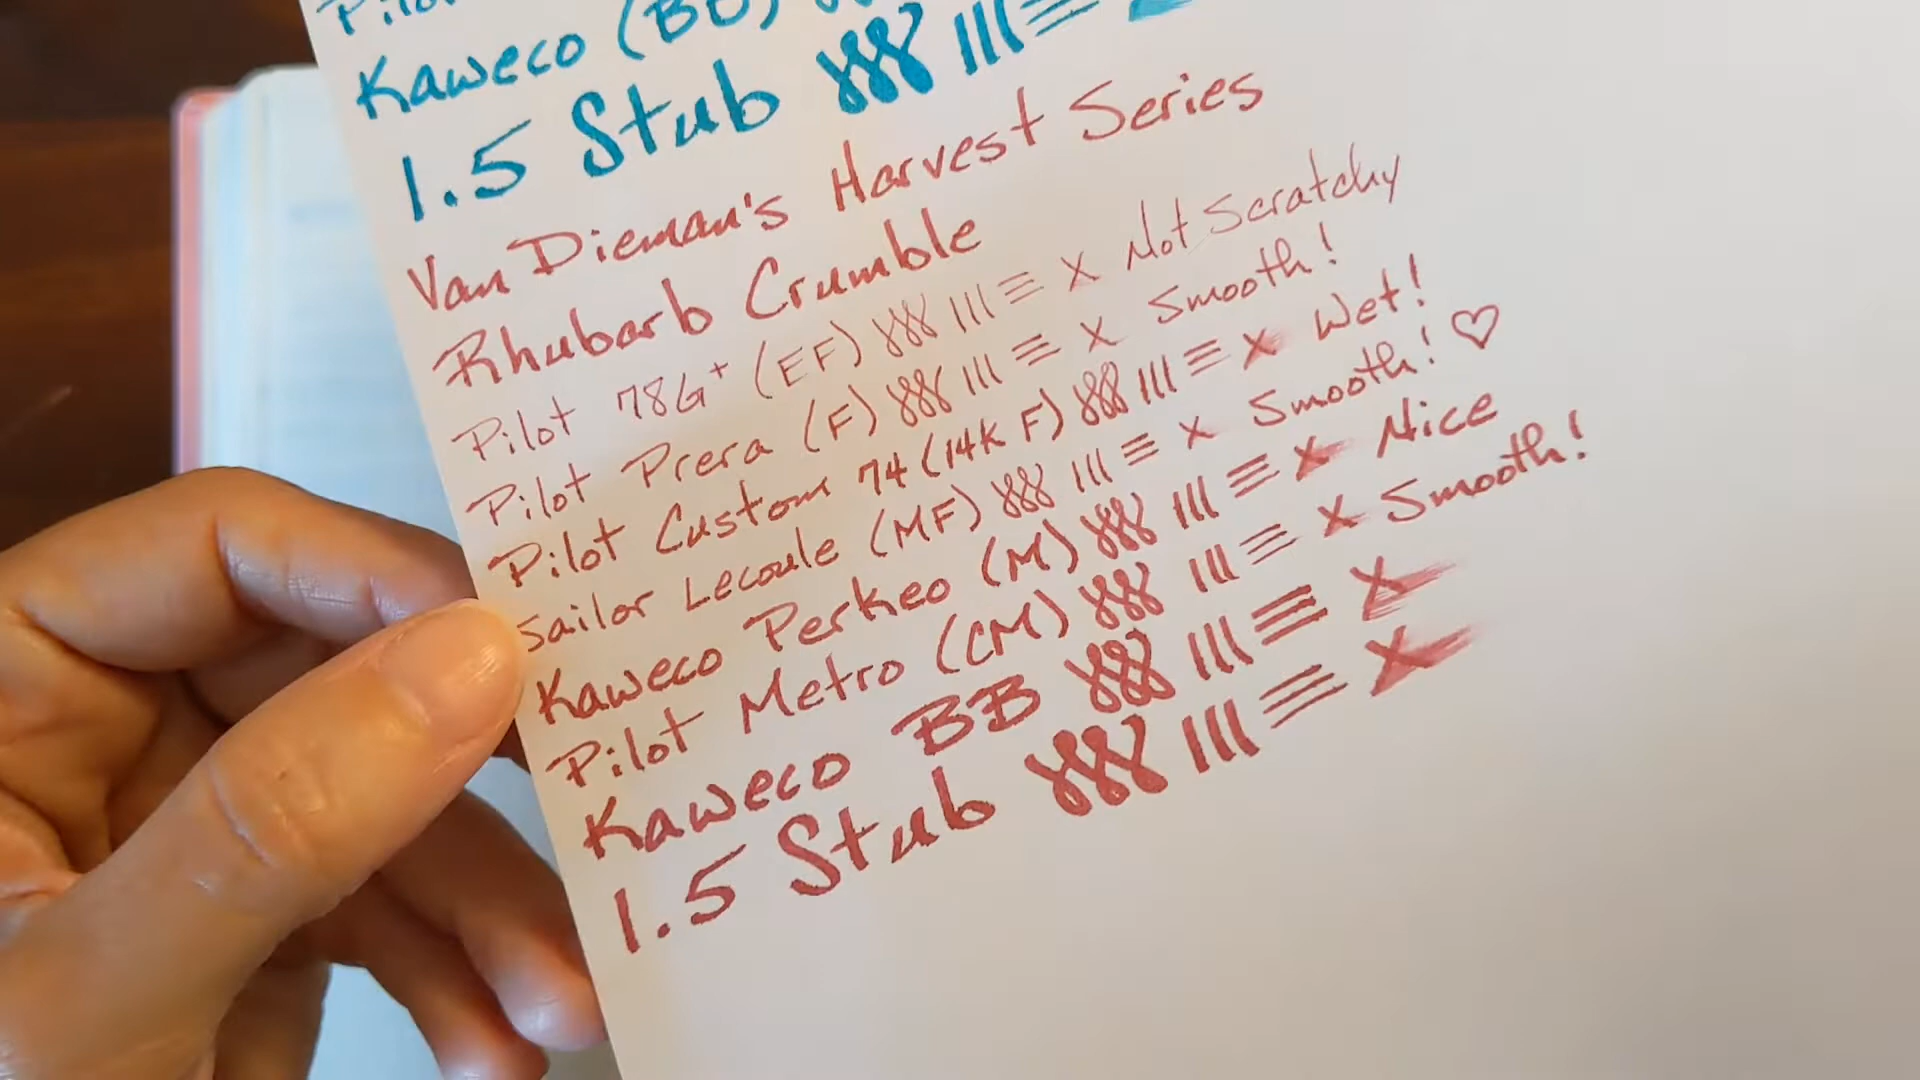 Pilot
Kaweco (BB)
1.5 Stub
Van Dieman's Harvest Series
Rhubarb Crumble
Pilot 78G+ (EF) X Not Scratchy
Pilot Prera (F) X Smooth!
Pilot Custom 74 (14K F) X Wet!
Sailor Lecoule (MF) X Smooth! ♡
Kaweco Perkeo (M) X Nice
Pilot Metro (CM) X Smooth!
Kaweco BB X
1.5 Stub X